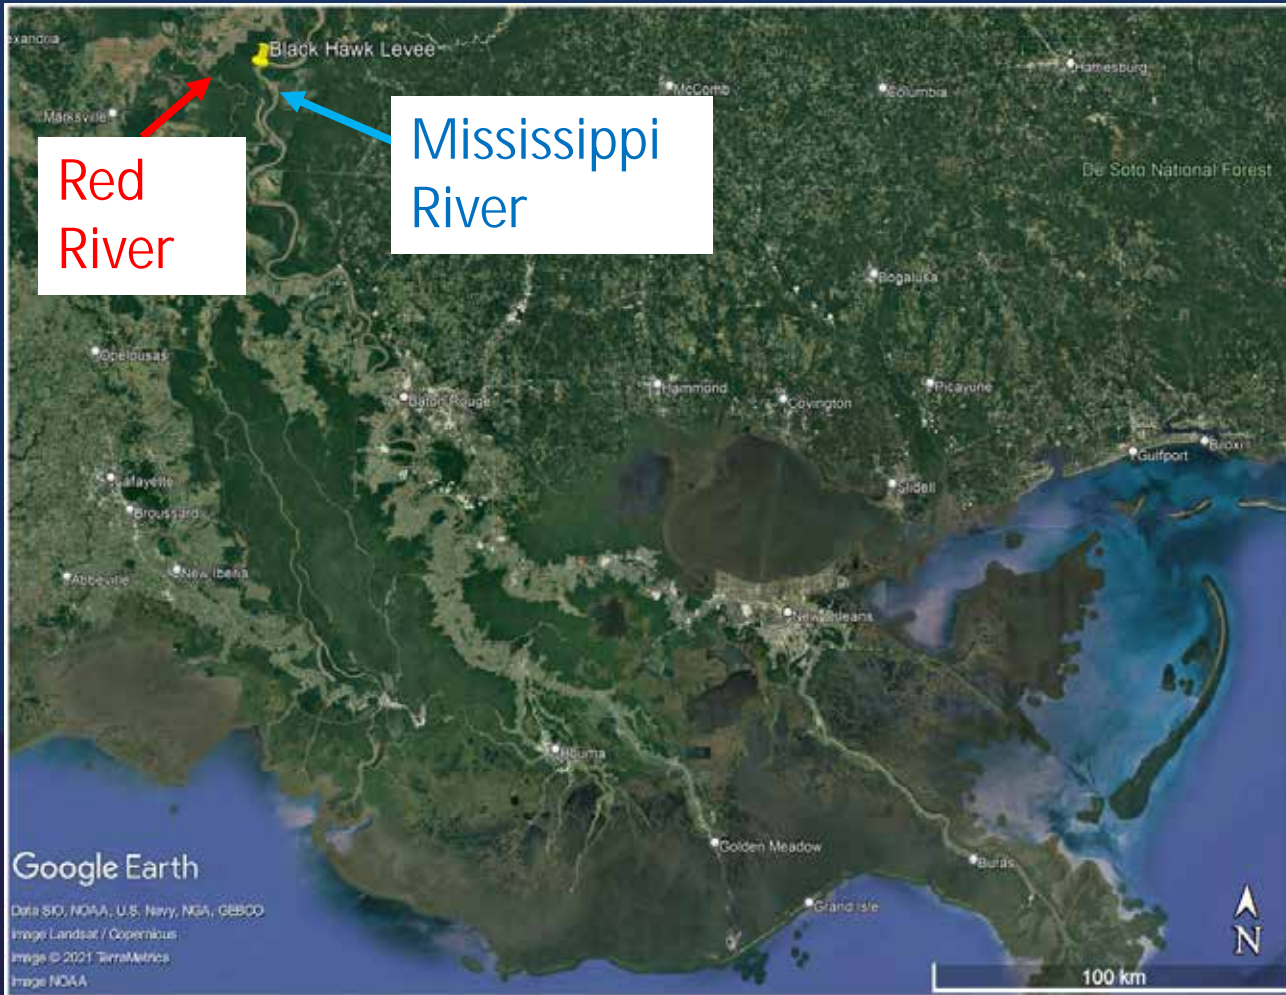 exandria
Black Hawk Levee
Hattiesburg
McComb
Columbia
Marksville
Mississippi
River
Red
River
De Soto National Forest
Bogalusa
Opelousas
Baton Rouge
Hammond
Covington
Picayune
Biloxi
Gulfport
Lafayette
Slidell
Broussard
Abbeville
New Iberia
New Orleans
Houma
Golden Meadow
Buras
Google Earth
Grand Isle
Data SIO, NOAA, U.S. Navy, NGA, GEBCO
Image Landsat / Copernicus
Image © 2021 TerraMetrics
Image NOAA
N
100 km